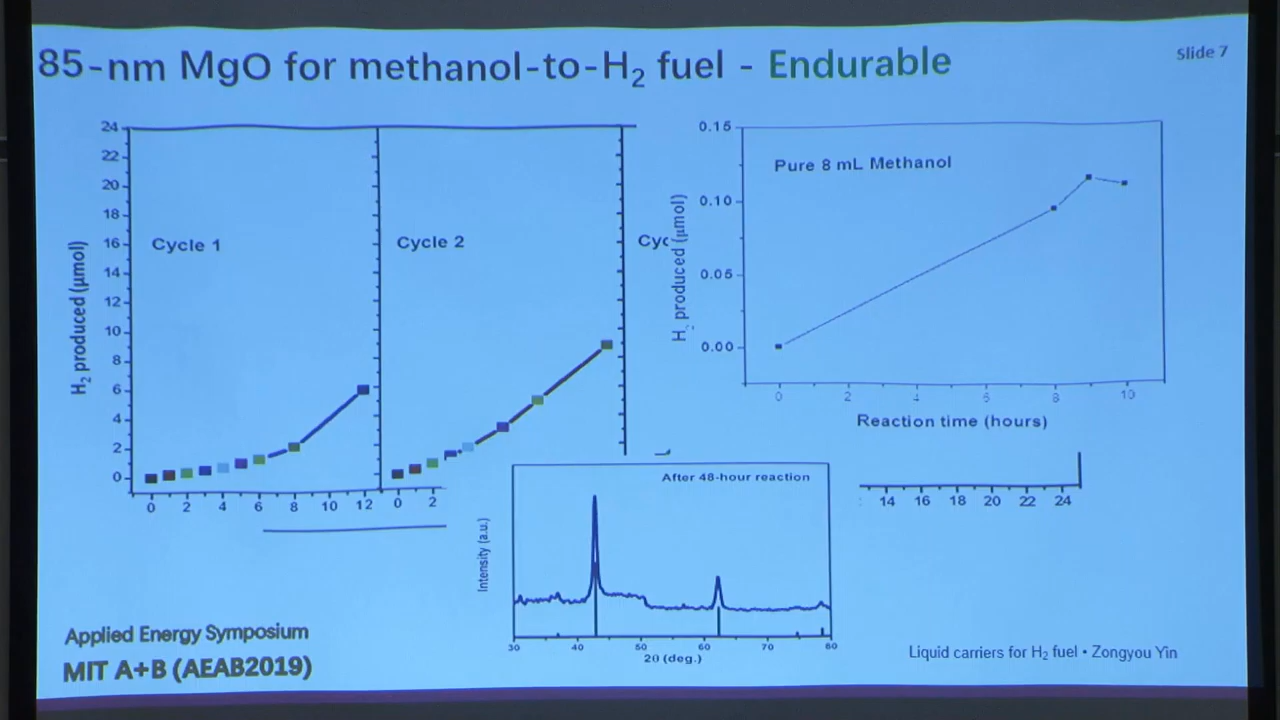 85-nm MgO for methanol-to-H₂ fuel - Endurable
Slide 7
24
22
20
18
16
14
12
10
8
6
4
2
0
H₂ produced (μmol)
Cycle 1
Cycle 2
Cyc
0 2 4 6 8 10 12
0 2
0.15
0.10
0.05
0.00
H₂ produced (μmol)
Pure 8 mL Methanol
0 2 4 6 8 10
Reaction time (hours)
14 16 18 20 22 24
After 48-hour reaction
Intensity (a.u.)
30 40 50 60 70 80
2θ (deg.)
Applied Energy Symposium
MIT A+B (AEAB2019)
Liquid carriers for H₂ fuel • Zongyou Yin